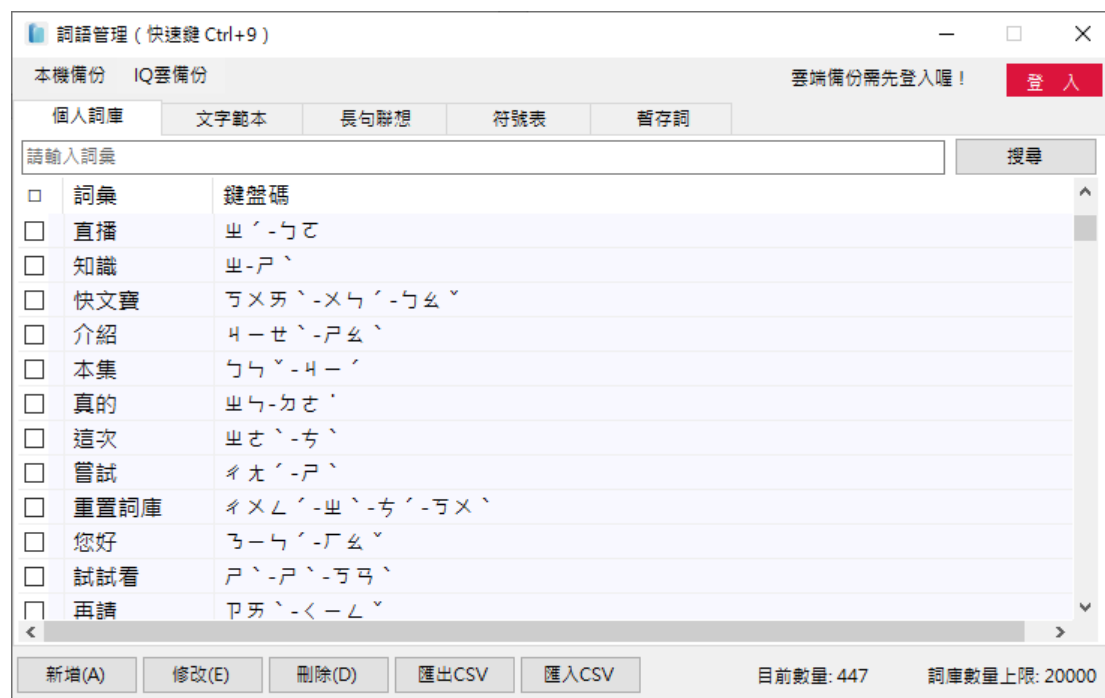 詞語管理（快速鍵 Ctrl+9）
本機備份 IQ雲備份 雲端備份需先登入喔！ 登 入
個人詞庫 文字範本 長句聯想 符號表 暫存詞
請輸入詞彙 搜尋
詞彙 鍵盤碼
直播 ㄓˊ-ㄅㄛ
知識 ㄓ-ㄕˋ
快文寶 ㄎㄨㄞˋ-ㄨㄣˊ-ㄅㄠˇ
介紹 ㄐㄧㄝˋ-ㄕㄠˋ
本集 ㄅㄣˇ-ㄐㄧˊ
真的 ㄓㄣ-ㄉㄜ˙
這次 ㄓㄜˋ-ㄘˋ
嘗試 ㄔㄤˊ-ㄕˋ
重置詞庫 ㄔㄨㄥˊ-ㄓˋ-ㄘˊ-ㄎㄨˋ
您好 ㄋㄧㄣˊ-ㄏㄠˇ
試試看 ㄕˋ-ㄕˋ-ㄎㄢˋ
再請 ㄗㄞˋ-ㄑㄧㄥˇ
新增(A) 修改(E) 刪除(D) 匯出CSV 匯入CSV 目前數量: 447 詞庫數量上限: 20000